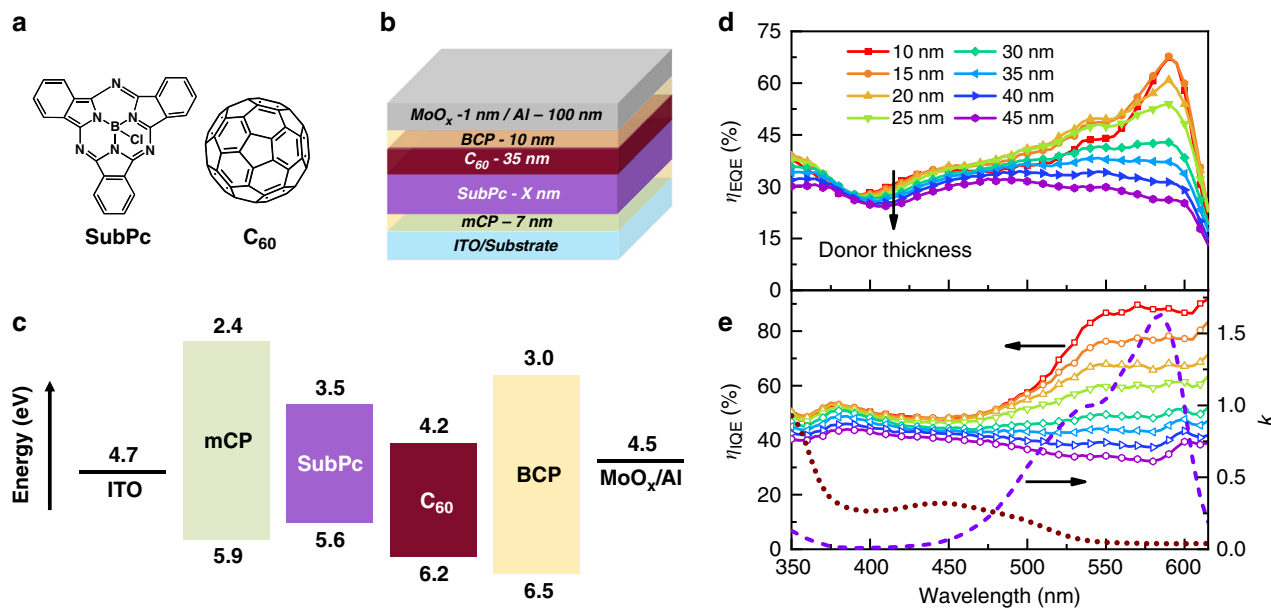 a
N
N
N
B
N
Cl
N
N
SubPc
C60
b
MoOx -1 nm / Al – 100 nm
BCP - 10 nm
C60 - 35 nm
SubPc - X nm
mCP – 7 nm
ITO/Substrate
c
Energy (eV)
4.7
ITO
2.4
mCP
5.9
3.5
SubPc
5.6
4.2
C60
6.2
3.0
BCP
6.5
4.5
MoOx/Al
d
ηEQE (%)
75
60
45
30
15
0
10 nm
15 nm
20 nm
25 nm
30 nm
35 nm
40 nm
45 nm
Donor thickness
e
ηIQE (%)
80
60
40
20
0
1.5
1.0
0.5
0.0
k
350
400
450
500
550
600
Wavelength (nm)